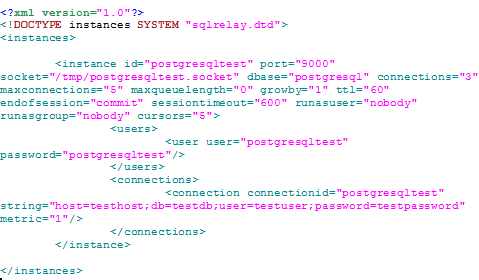 <?xml version="1.0"?>
<!DOCTYPE instances SYSTEM "sqlrelay.dtd">
<instances>
<instance id="postgresqltest" port="9000"
socket="/tmp/postgresqltest.socket" dbase="postgresql" connections="3"
maxconnections="5" maxqueuelength="0" growby="1" ttl="60"
endofsession="commit" sessiontimeout="600" runasuser="nobody"
runasgroup="nobody" cursors="5">
<users>
<user user="postgresqltest"
password="postgresqltest"/>
</users>
<connections>
<connection connectionid="postgresqltest"
string="host=testhost;db=testdb;user=testuser;password=testpassword"
metric="1"/>
</connections>
</instance>
</instances>